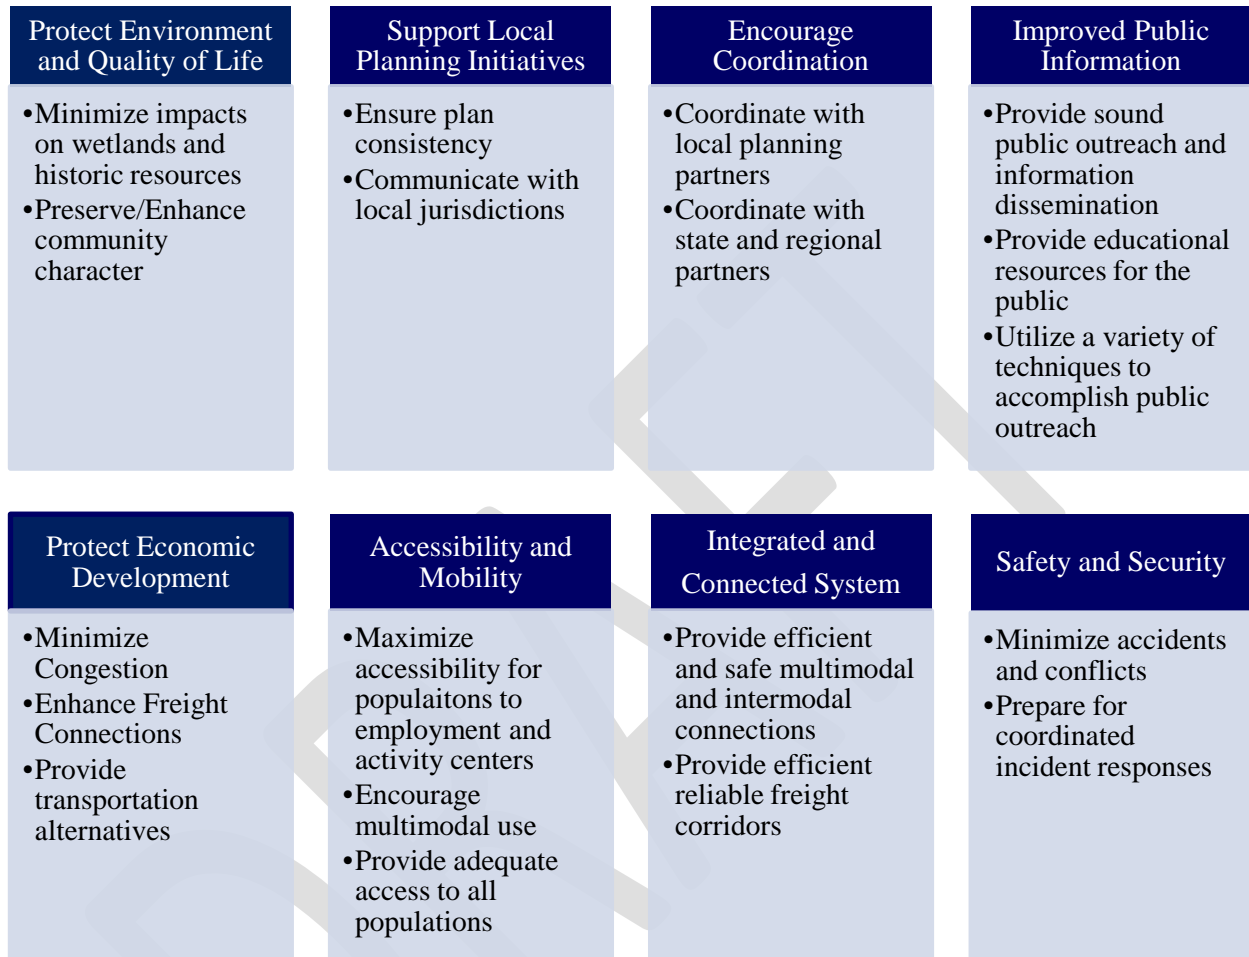 Protect Environment
and Quality of Life
•Minimize impacts
on wetlands and
historic resources
•Preserve/Enhance
community
character
Support Local
Planning Initiatives
•Ensure plan
consistency
•Communicate with
local jurisdictions
Encourage
Coordination
•Coordinate with
local planning
partners
•Coordinate with
state and regional
partners
Improved Public
Information
•Provide sound
public outreach and
information
dissemination
•Provide educational
resources for the
public
•Utilize a variety of
techniques to
accomplish public
outreach
Protect Economic
Development
•Minimize
Congestion
•Enhance Freight
Connections
•Provide
transportation
alternatives
Accessibility and
Mobility
•Maximize
accessibility for
populaitons to
employment and
activity centers
•Encourage
multimodal use
•Provide adequate
access to all
populations
Integrated and
Connected System
•Provide efficient
and safe multimodal
and intermodal
connections
•Provide efficient
reliable freight
corridors
Safety and Security
•Minimize accidents
and conflicts
•Prepare for
coordinated
incident responses
DRAFT